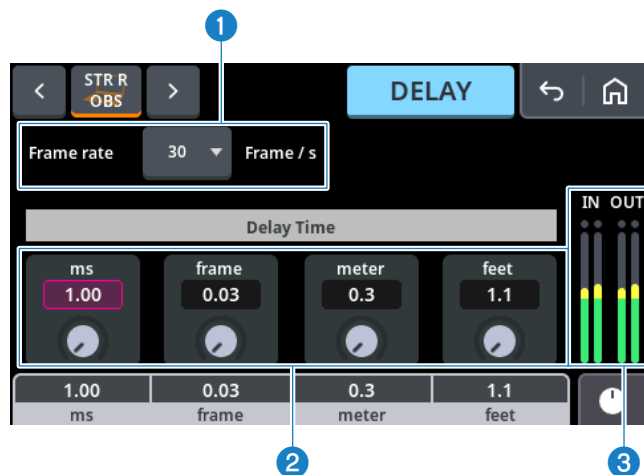 1
STR R
OBS
DELAY
Frame rate
30
Frame / s
IN OUT
Delay Time
ms
frame
meter
feet
1.00
0.03
0.3
1.1
1.00
0.03
0.3
1.1
ms
frame
meter
feet
2
3